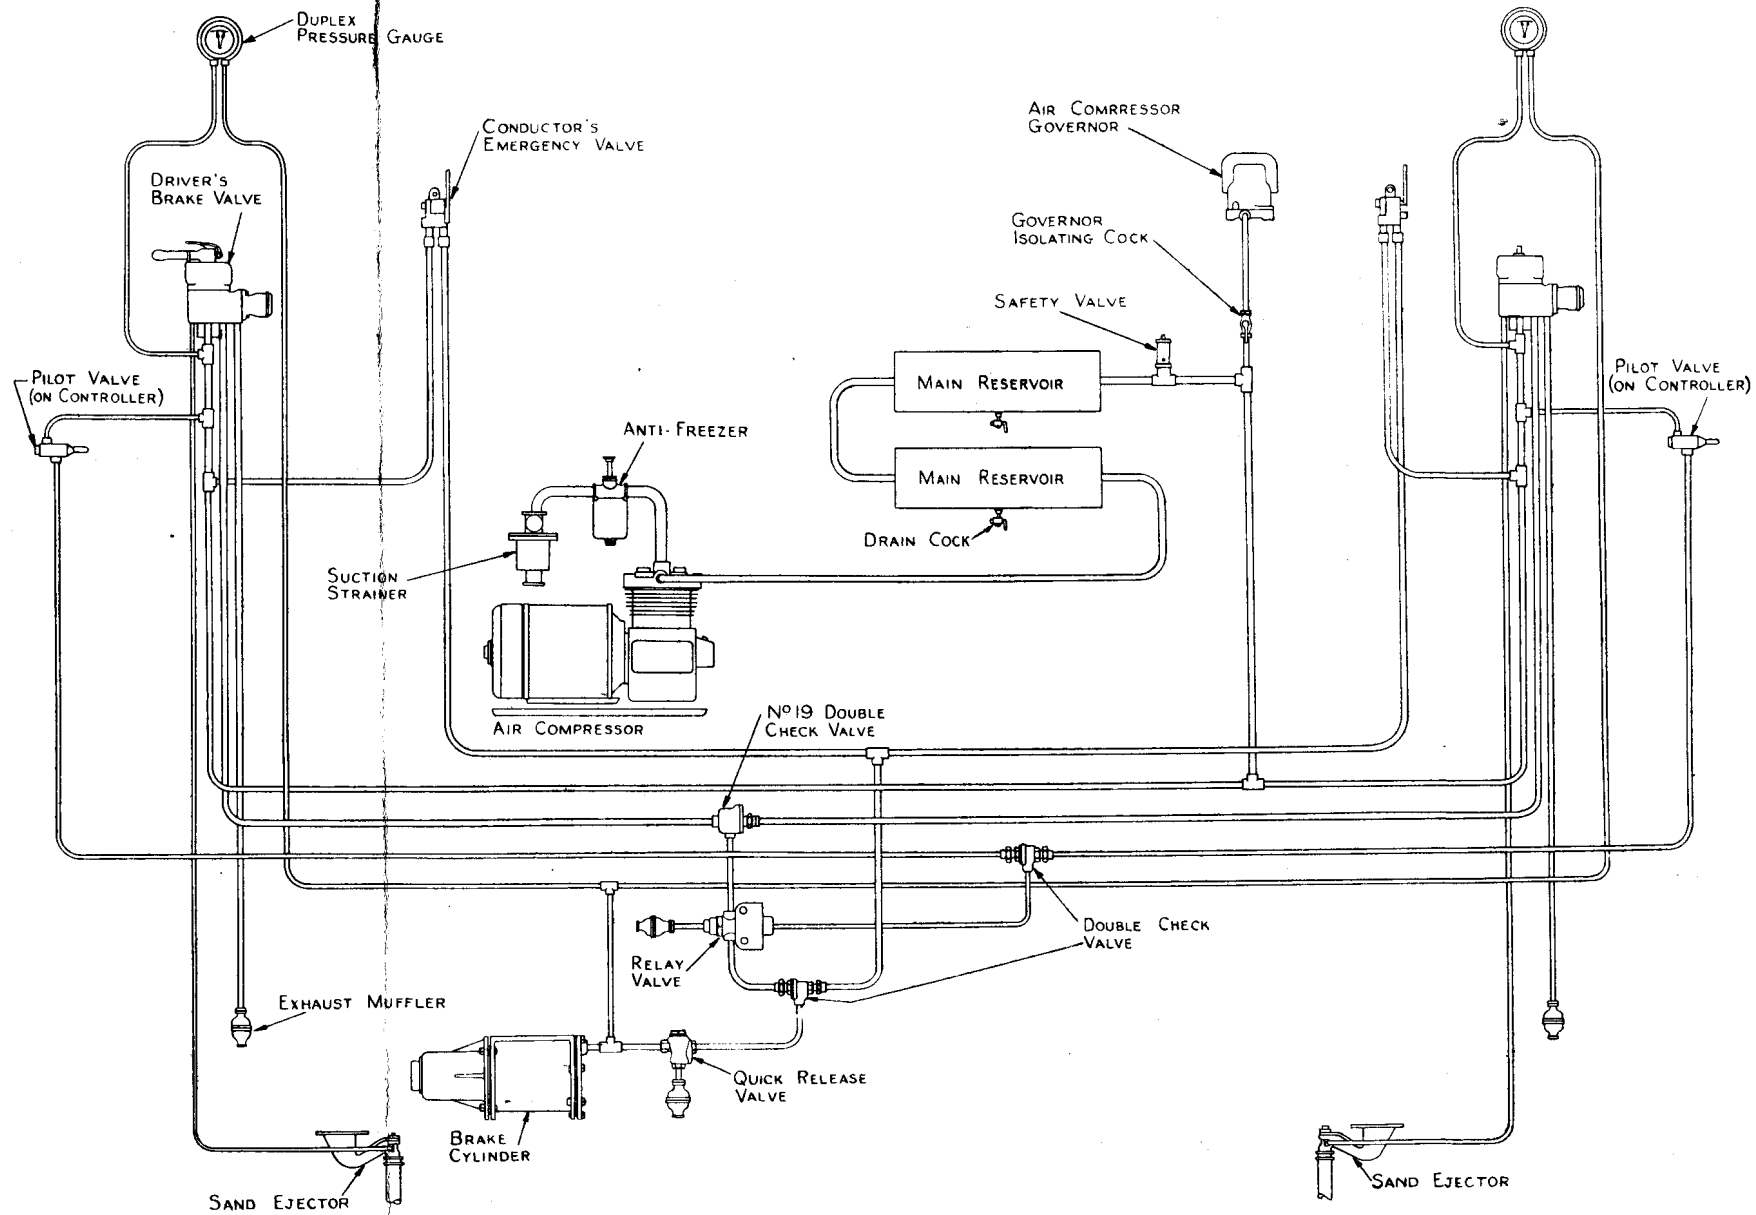 DUPLEX
PRESSURE GAUGE
CONDUCTOR'S
EMERGENCY VALVE
AIR COMRRESSOR
GOVERNOR
DRIVER'S
BRAKE VALVE
GOVERNOR
ISOLATING COCK
SAFETY VALVE
PILOT VALVE
(ON CONTROLLER)
MAIN RESERVOIR
PILOT VALVE
(ON CONTROLLER)
ANTI-FREEZER
MAIN RESERVOIR
DRAIN COCK
SUCTION
STRAINER
AIR COMPRESSOR
Nº 19 DOUBLE
CHECK VALVE
DOUBLE CHECK
VALVE
RELAY
VALVE
EXHAUST MUFFLER
QUICK RELEASE
VALVE
BRAKE
CYLINDER
SAND EJECTOR
SAND EJECTOR